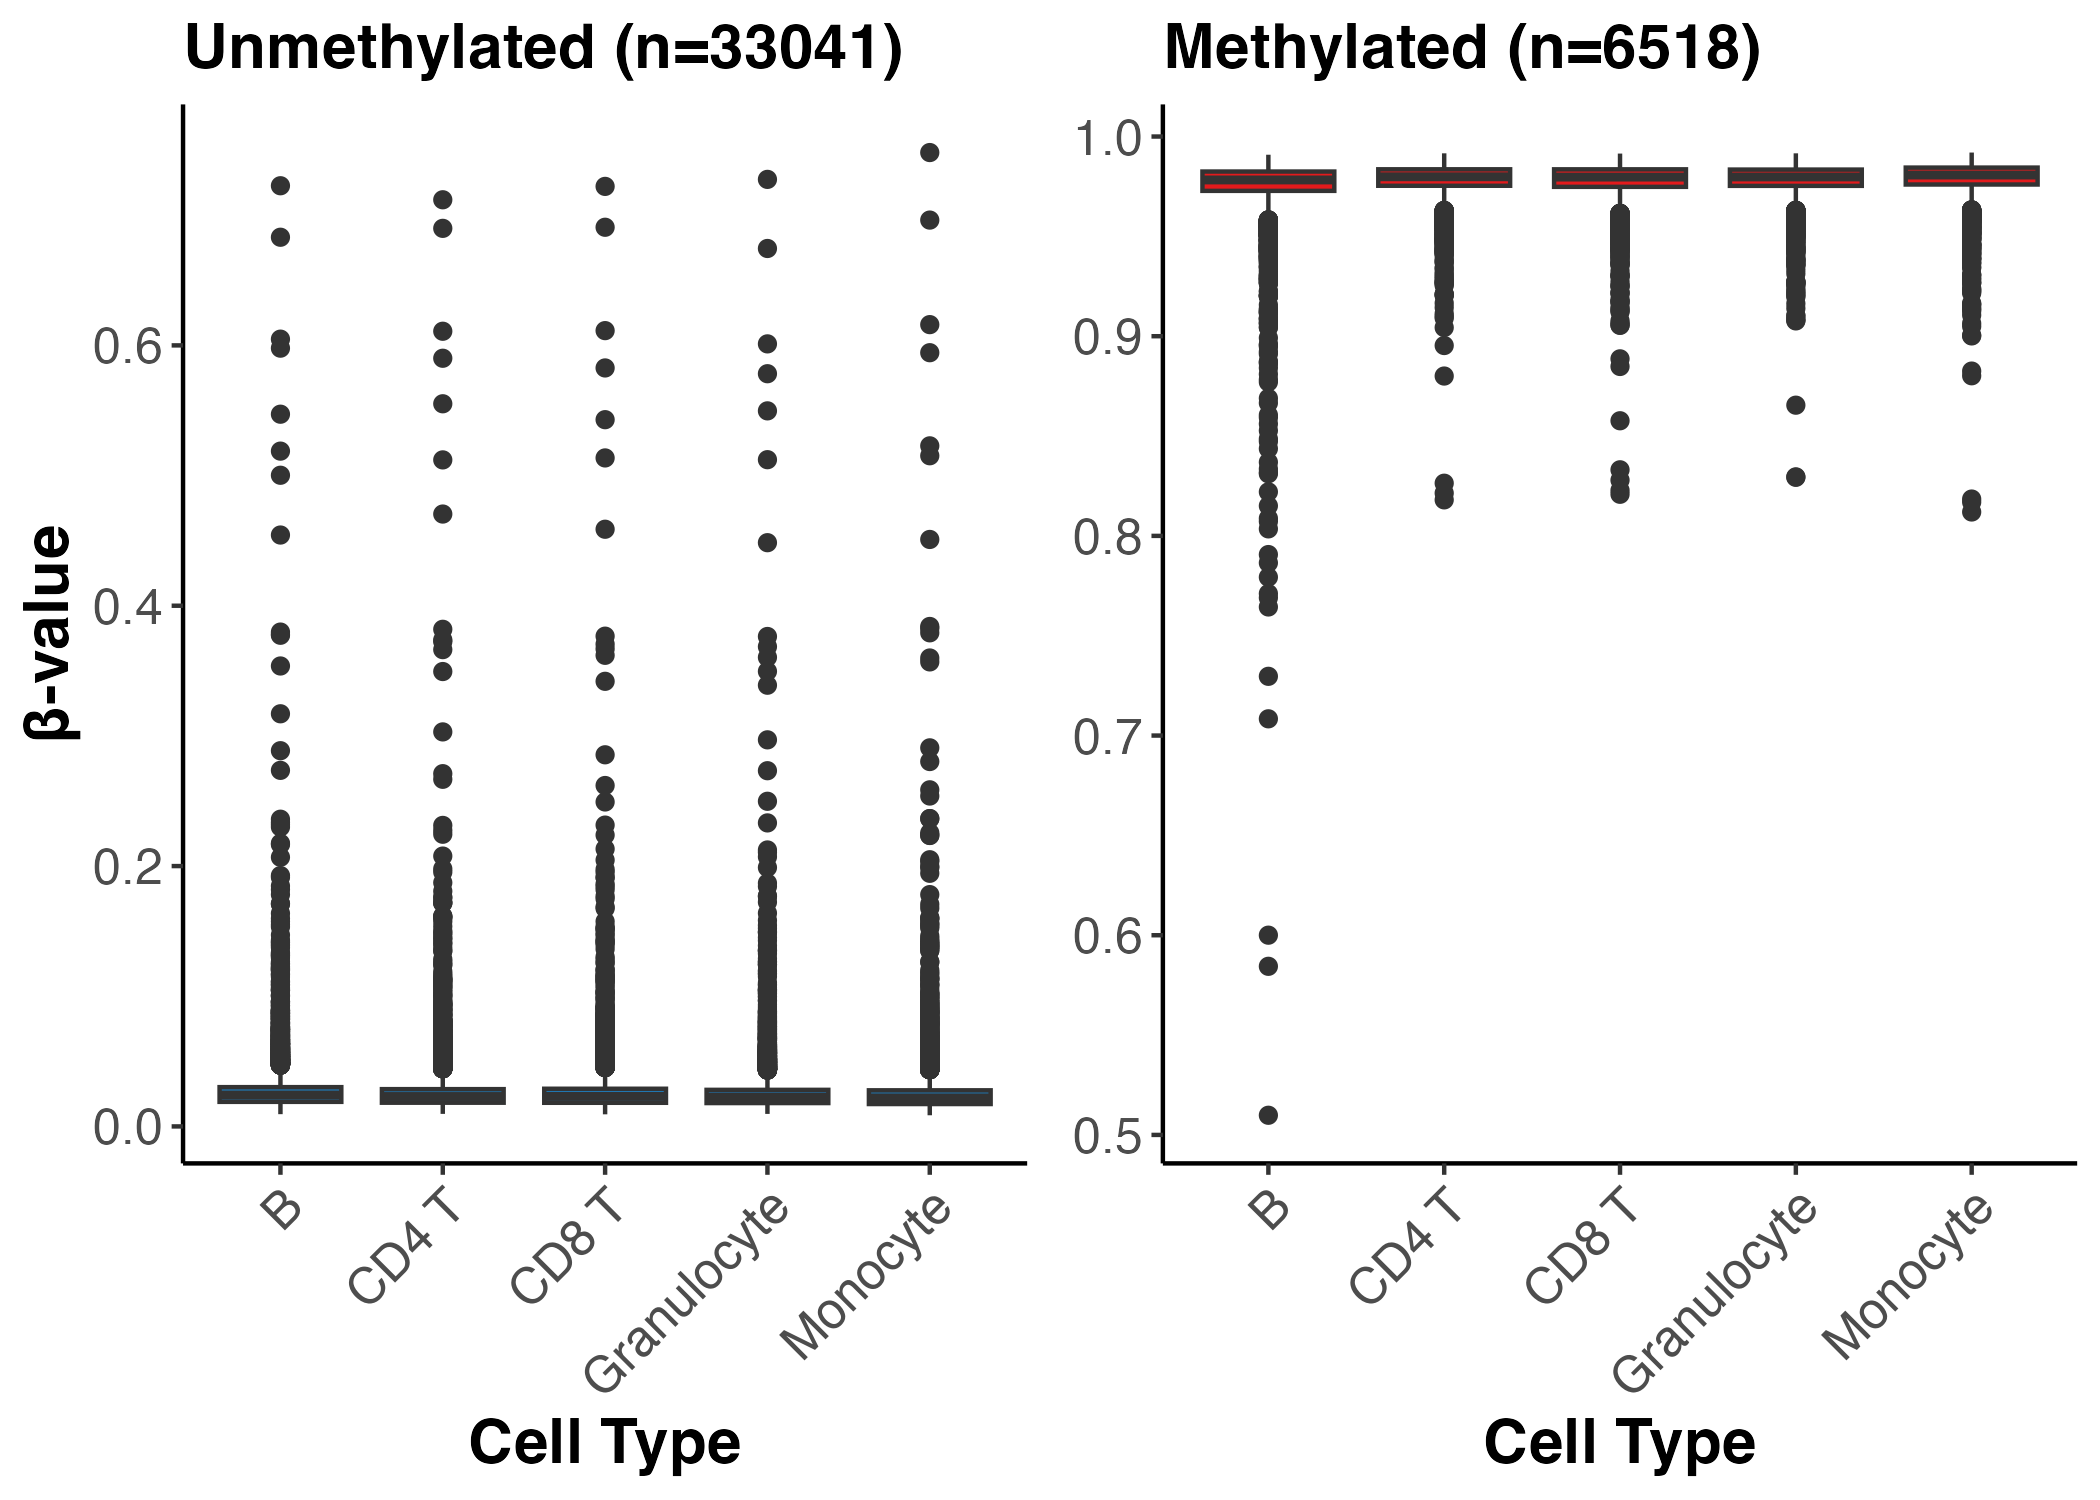 Unmethylated (n=33041)
β-value
0.6
0.4
0.2
0.0
B
CD4 T
CD8 T
Granulocyte
Monocyte
Cell Type
Methylated (n=6518)
1.0
0.9
0.8
0.7
0.6
0.5
B
CD4 T
CD8 T
Granulocyte
Monocyte
Cell Type